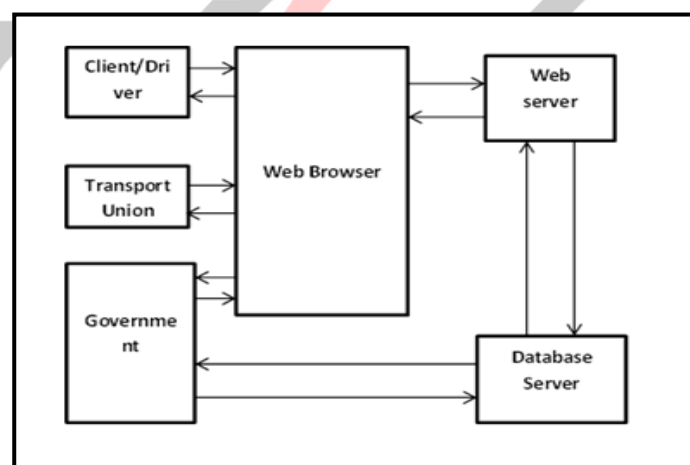 Client/Dri
ver
Web
server
Web Browser
Transport
Union
Governme
nt
Database
Server